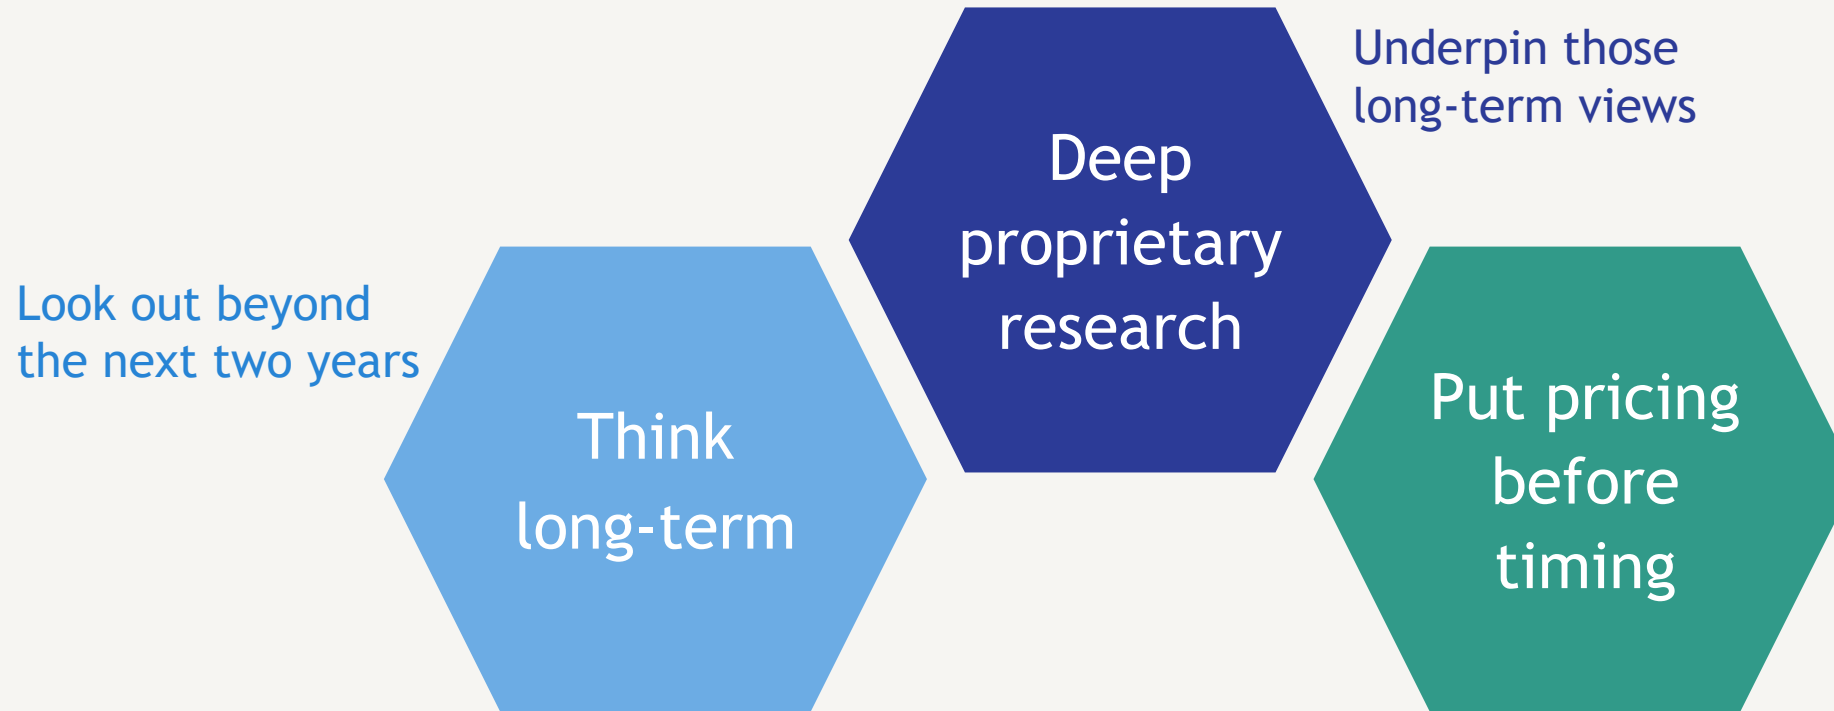 Look out beyond
the next two years
Think
long-term
Deep
proprietary
research
Underpin those
long-term views
Put pricing
before
timing